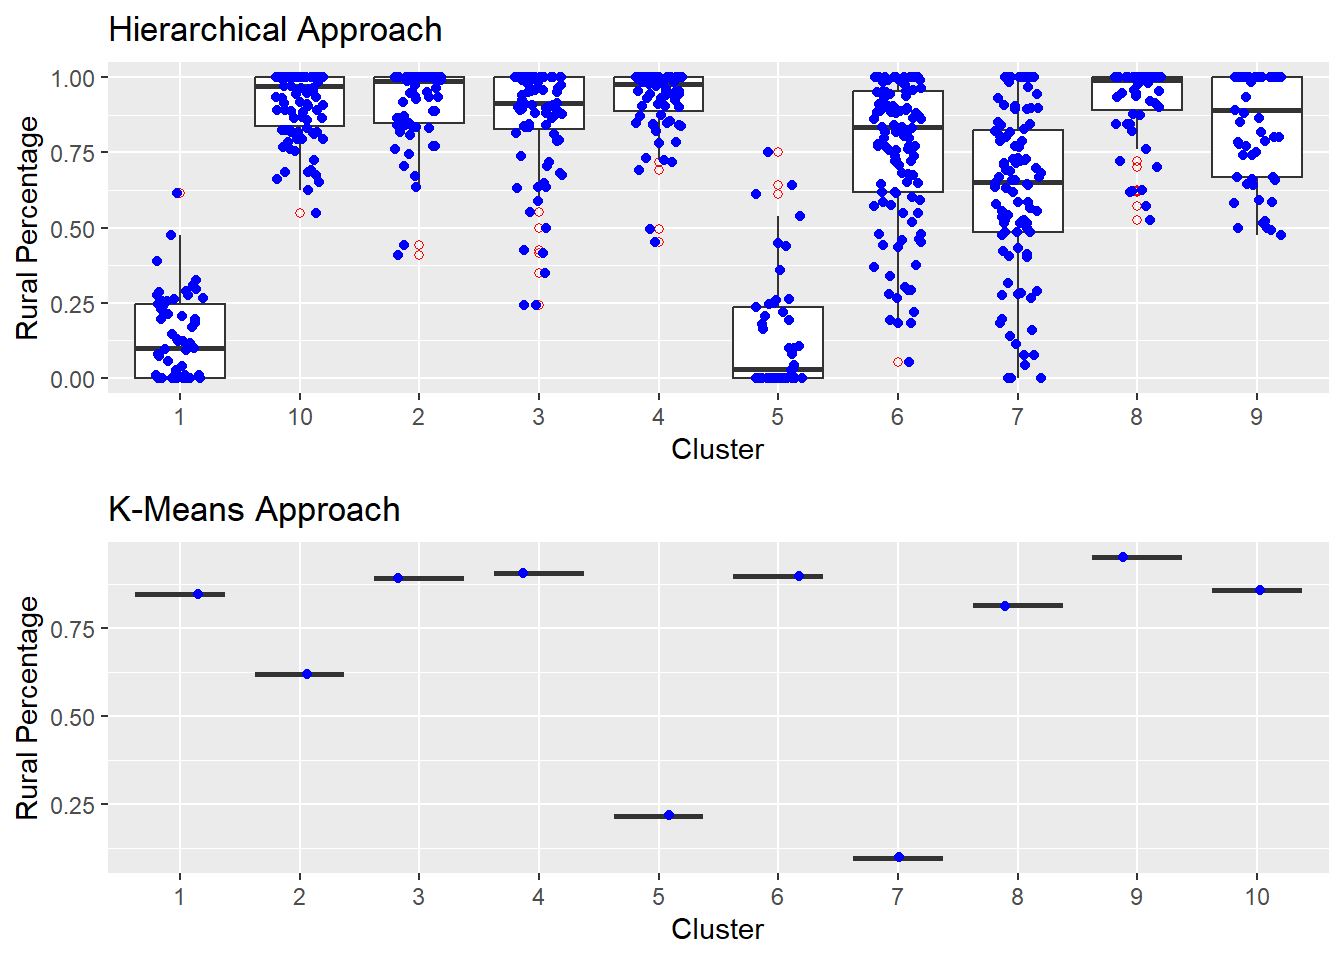 Hierarchical Approach
Rural Percentage
1.00
0.75
0.50
0.25
0.00
1 10 2 3 4 5 6 7 8 9
Cluster
K-Means Approach
Rural Percentage
0.75
0.50
0.25
1 2 3 4 5 6 7 8 9 10
Cluster